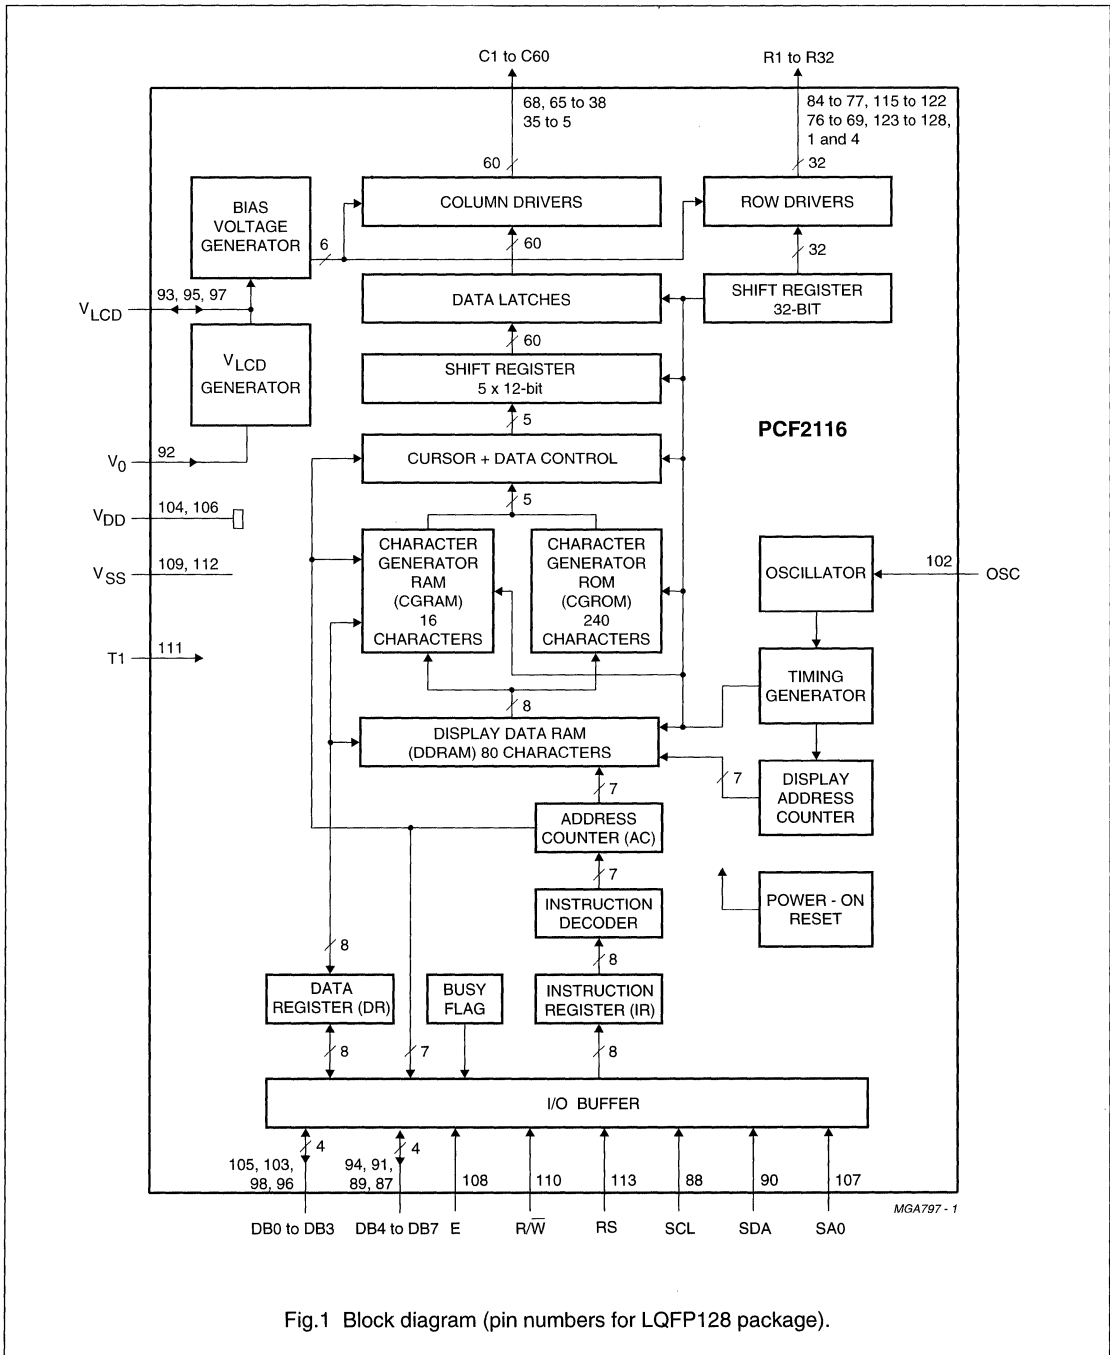 C1 to C60
R1 to R32
68, 65 to 38
35 to 5
84 to 77, 115 to 122
76 to 69, 123 to 128,
1 and 4
60
32
BIAS
VOLTAGE
GENERATOR
COLUMN DRIVERS
ROW DRIVERS
6
60
32
VLCD
93, 95, 97
DATA LATCHES
SHIFT REGISTER
32-BIT
60
VLCD
GENERATOR
SHIFT REGISTER
5 x 12-bit
5
PCF2116
V0
92
CURSOR + DATA CONTROL
5
VDD
104, 106
CHARACTER
GENERATOR
RAM
(CGRAM)
16
CHARACTERS
CHARACTER
GENERATOR
ROM
(CGROM)
240
CHARACTERS
OSCILLATOR
102
OSC
VSS
109, 112
T1
111
TIMING
GENERATOR
8
DISPLAY DATA RAM
(DDRAM) 80 CHARACTERS
7
7
DISPLAY
ADDRESS
COUNTER
ADDRESS
COUNTER (AC)
7
INSTRUCTION
DECODER
POWER - ON
RESET
8
8
DATA
REGISTER (DR)
BUSY
FLAG
INSTRUCTION
REGISTER (IR)
8
7
8
I/O BUFFER
4
4
105, 103,
98, 96
94, 91,
89, 87
108
110
113
88
90
107
MGA797 - 1
DB0 to DB3
DB4 to DB7
E
R/W̅
RS
SCL
SDA
SA0
Fig.1 Block diagram (pin numbers for LQFP128 package).